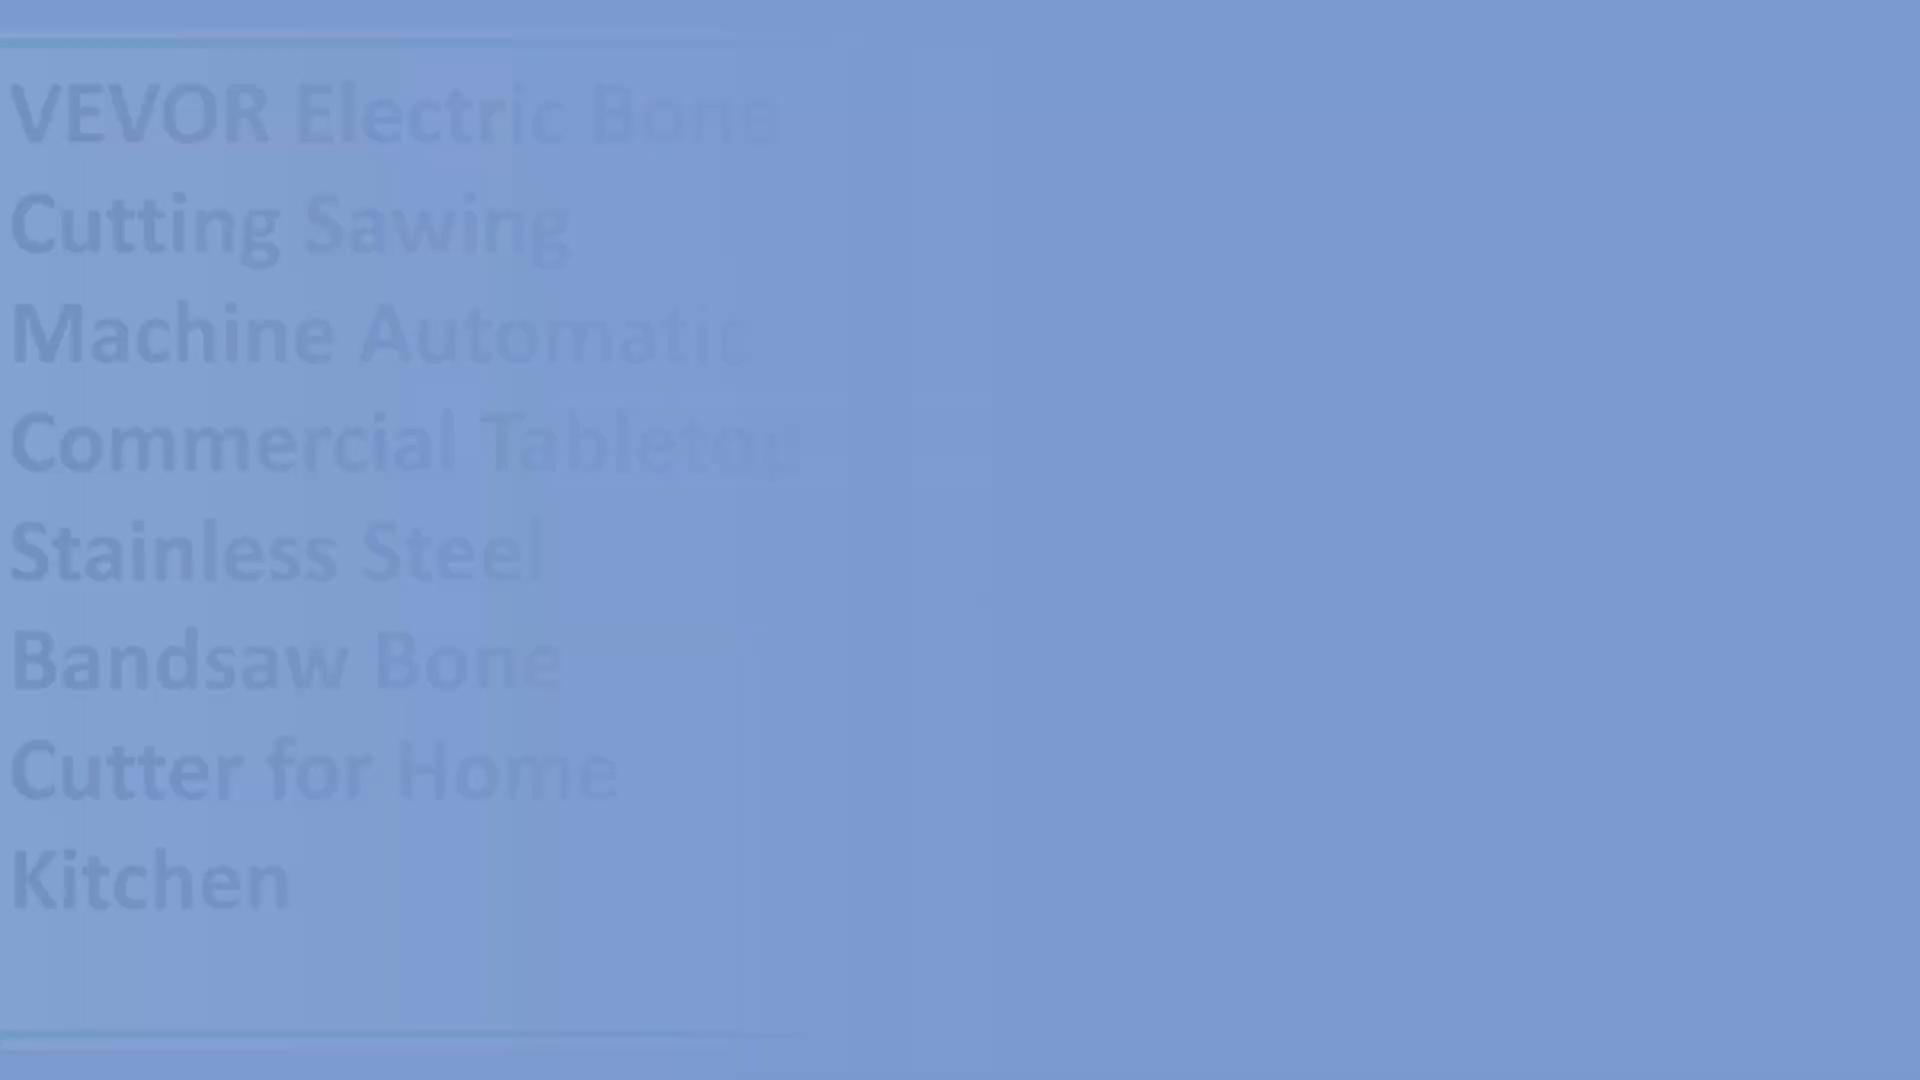 VEVOR Electric Bone
Cutting Sawing
Machine Automatic
Commercial Tabletop
Stainless Steel
Bandsaw Bone
Cutter for Home
Kitchen